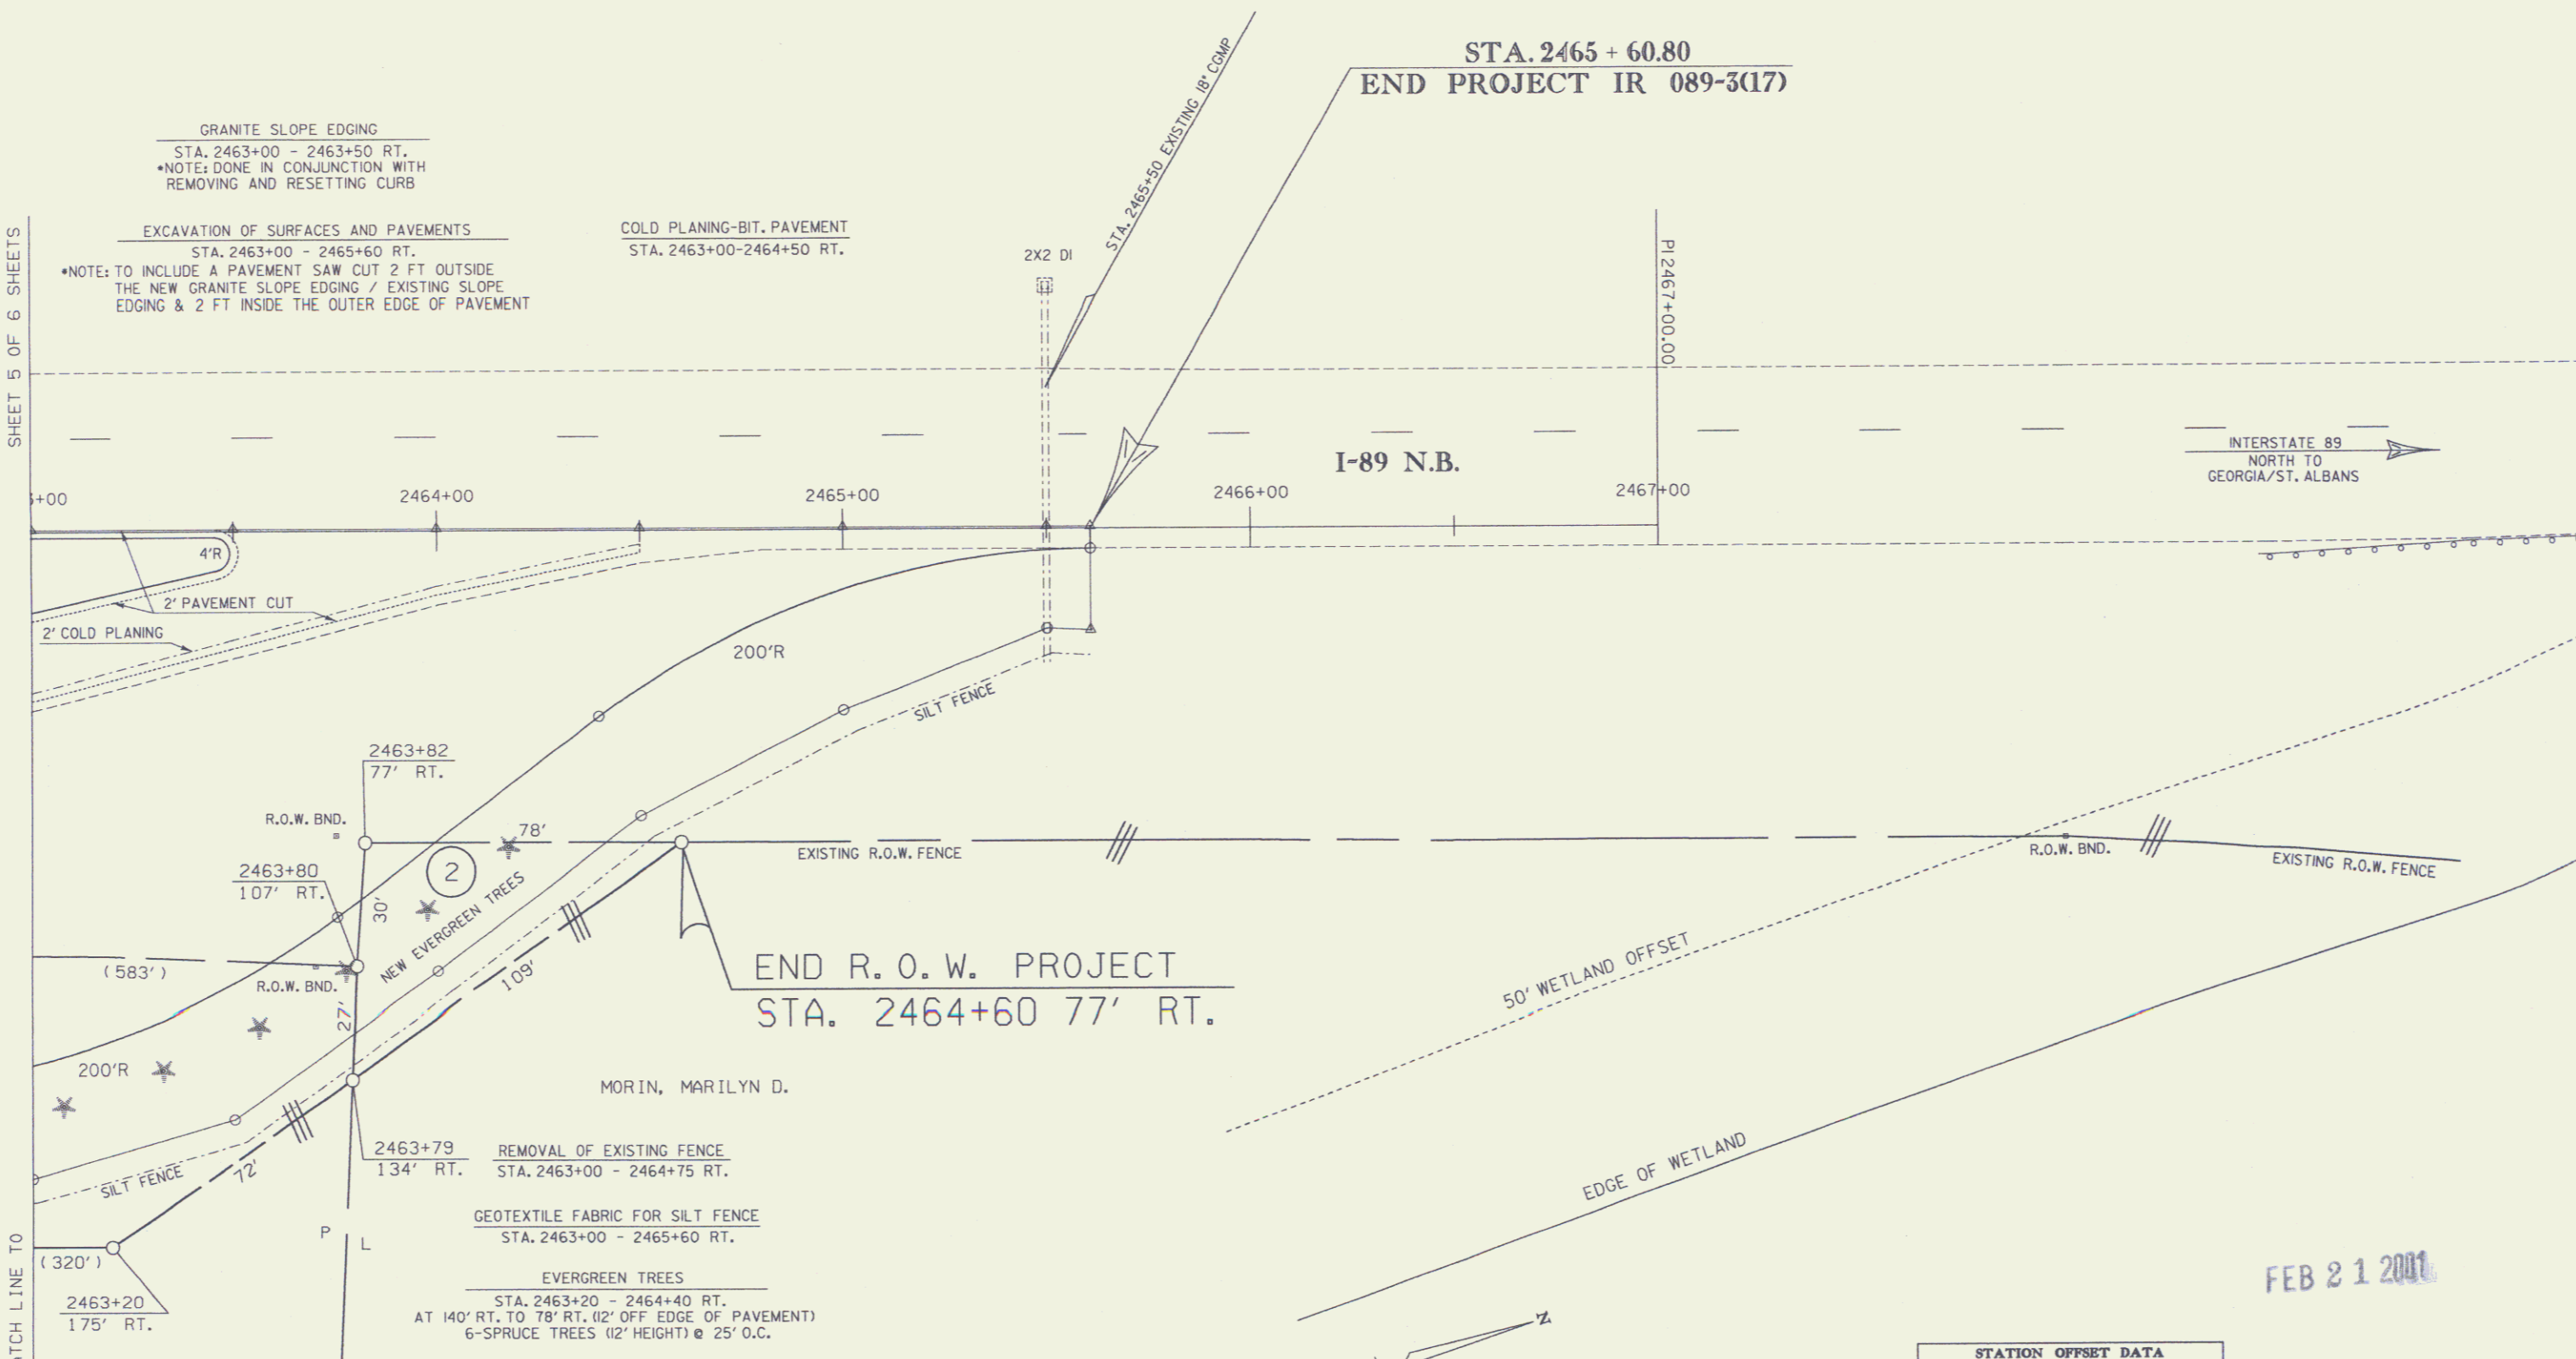 STA. 2465 + 60.80
END PROJECT IR 089-3(17)
STA. 2465+50 EXISTING 18" CGMP
GRANITE SLOPE EDGING
STA. 2463+00 - 2463+50 RT.
*NOTE: DONE IN CONJUNCTION WITH
REMOVING AND RESETTING CURB
EXCAVATION OF SURFACES AND PAVEMENTS
STA. 2463+00 - 2465+60 RT.
*NOTE: TO INCLUDE A PAVEMENT SAW CUT 2 FT OUTSIDE
THE NEW GRANITE SLOPE EDGING / EXISTING SLOPE
EDGING & 2 FT INSIDE THE OUTER EDGE OF PAVEMENT
COLD PLANING-BIT. PAVEMENT
STA. 2463+00-2464+50 RT.
2X2 DI
PI 2467+00.00
SHEET 5 OF 6 SHEETS
I-89 N.B.
INTERSTATE 89
NORTH TO
GEORGIA/ST. ALBANS
+00
2464+00
2465+00
2466+00
2467+00
4'R
2' PAVEMENT CUT
2' COLD PLANING
200'R
SILT FENCE
2463+82
77' RT.
R.O.W. BND.
78'
2
EXISTING R.O.W. FENCE
R.O.W. BND.
EXISTING R.O.W. FENCE
2463+80
107' RT.
30'
NEW EVERGREEN TREES
109'
(583')
R.O.W. BND.
27'
END R.O.W. PROJECT
STA. 2464+60 77' RT.
50' WETLAND OFFSET
200'R
MORIN, MARILYN D.
EDGE OF WETLAND
2463+79
134' RT.
REMOVAL OF EXISTING FENCE
STA. 2463+00 - 2464+75 RT.
SILT FENCE
72'
GEOTEXTILE FABRIC FOR SILT FENCE
STA. 2463+00 - 2465+60 RT.
P L
(320')
2463+20
175' RT.
EVERGREEN TREES
STA. 2463+20 - 2464+40 RT.
AT 140' RT. TO 78' RT. (12' OFF EDGE OF PAVEMENT)
6-SPRUCE TREES (12' HEIGHT) @ 25' O.C.
TCH LINE TO
N
FEB 21 2001
STATION OFFSET DATA